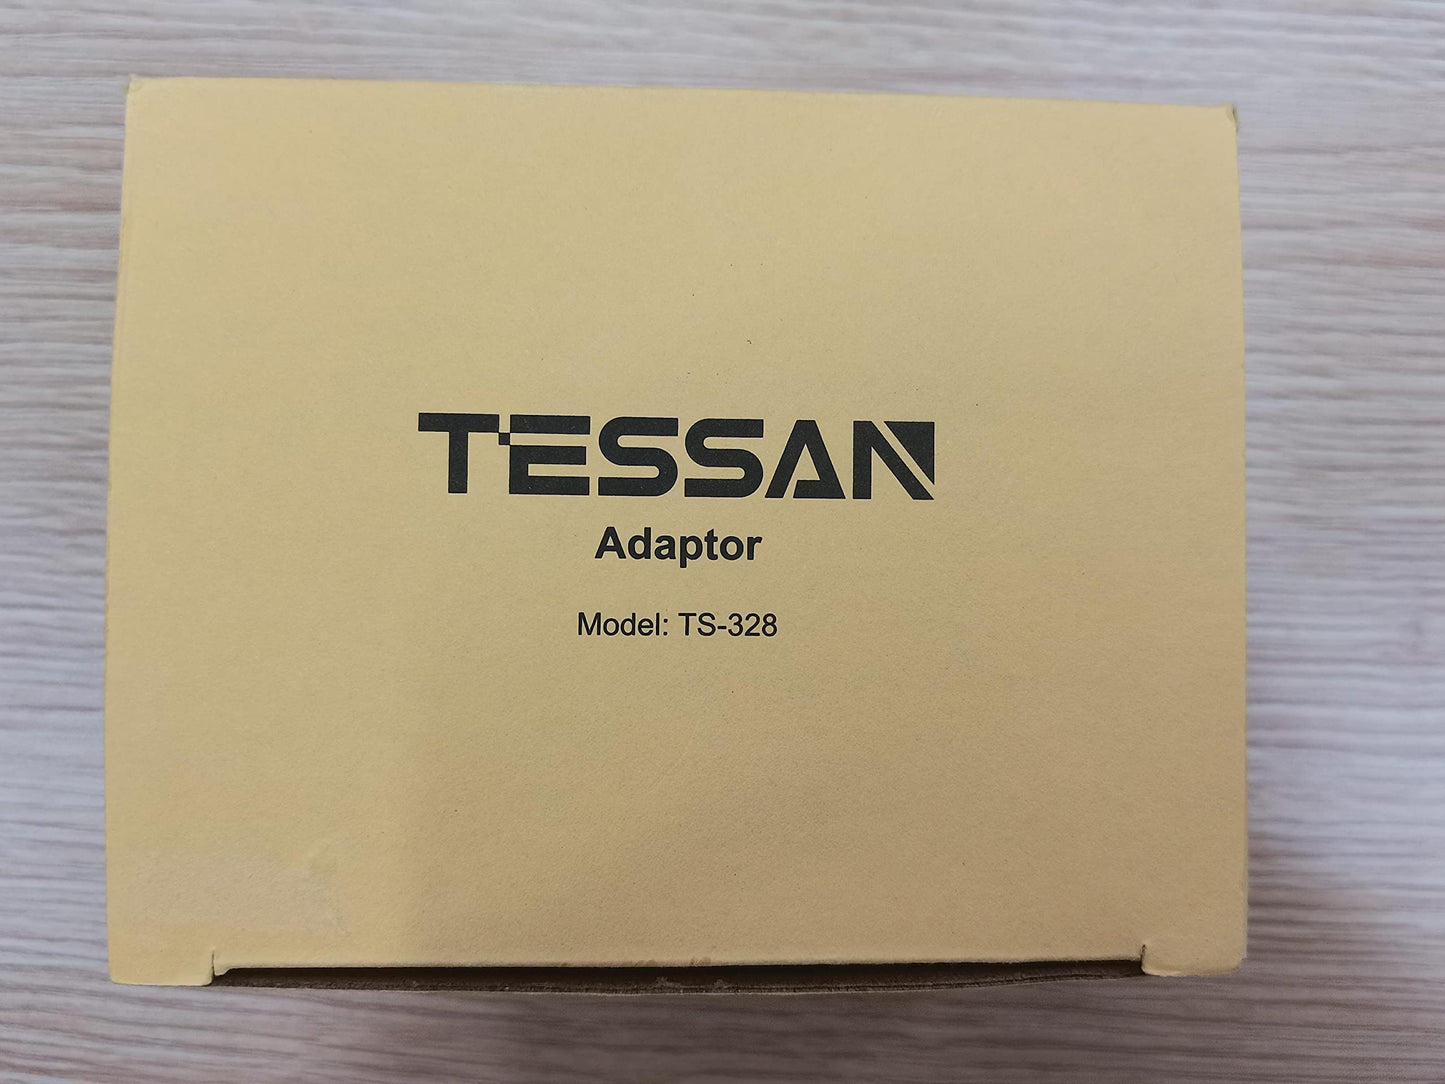 TESSAN
Adaptor
Model: TS-328